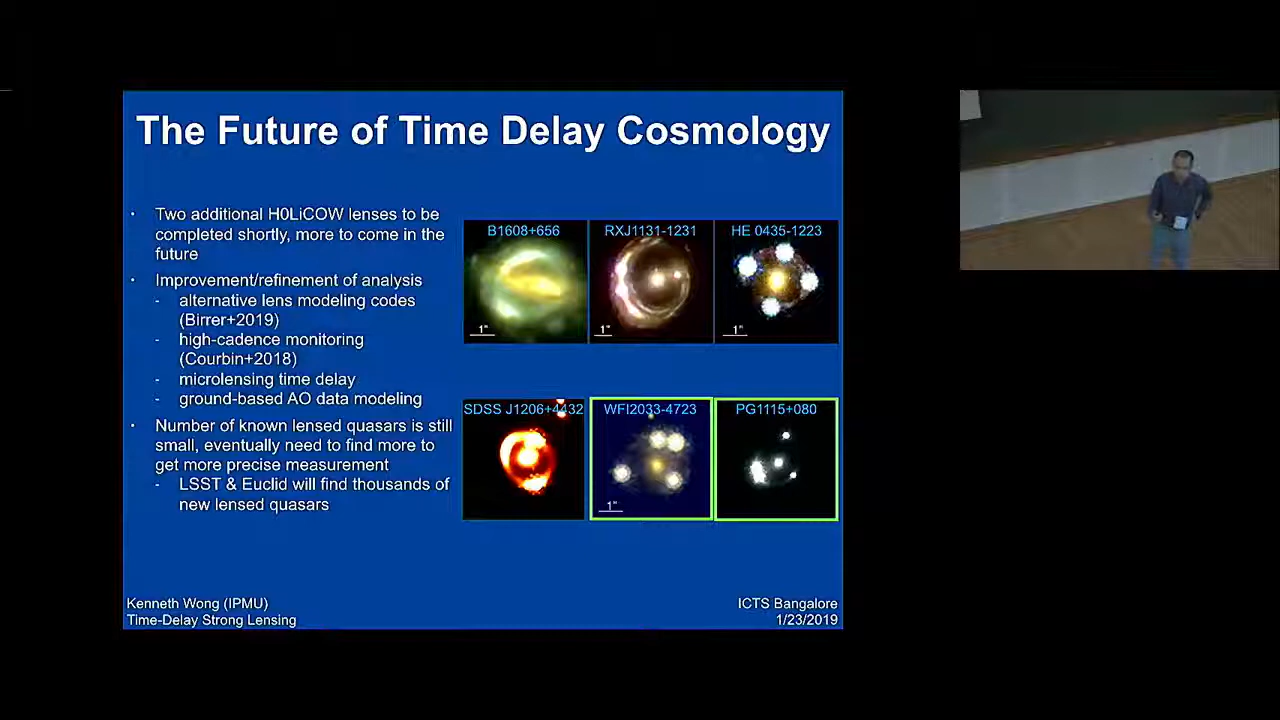 The Future of Time Delay Cosmology
· Two additional H0LiCOW lenses to be
completed shortly, more to come in the
future
· Improvement/refinement of analysis
- alternative lens modeling codes
(Birrer+2019)
- high-cadence monitoring
(Courbin+2018)
- microlensing time delay
- ground-based AO data modeling
· Number of known lensed quasars is still
small, eventually need to find more to
get more precise measurement
- LSST & Euclid will find thousands of
new lensed quasars
B1608+656
RXJ1131-1231
HE 0435-1223
1"
1"
1"
SDSS J1206+4432
WFI2033-4723
PG1115+080
1"
Kenneth Wong (IPMU)
Time-Delay Strong Lensing
ICTS Bangalore
1/23/2019